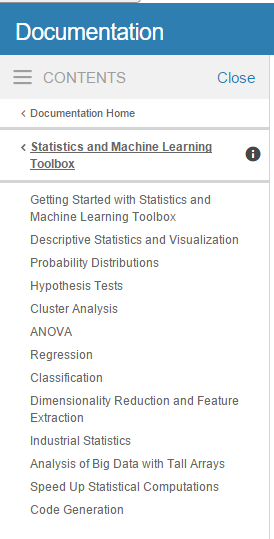 Documentation
CONTENTS Close
Documentation Home
Statistics and Machine Learning
Toolbox
Getting Started with Statistics and
Machine Learning Toolbox
Descriptive Statistics and Visualization
Probability Distributions
Hypothesis Tests
Cluster Analysis
ANOVA
Regression
Classification
Dimensionality Reduction and Feature
Extraction
Industrial Statistics
Analysis of Big Data with Tall Arrays
Speed Up Statistical Computations
Code Generation